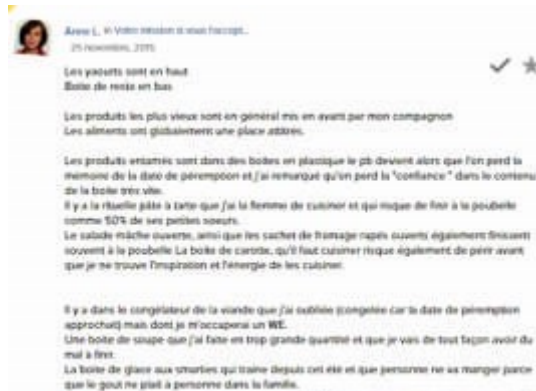 Anne L. in Votre mission si vous l'accept...
25 novembre, 2015
Les yaourts sont en haut
Boite de reste en bas
Les produits les plus vieux sont en général mis en avant par mon compagnon
Les aliments ont globalement une place attitrée.
Les produits entamés sont dans des boites en plastique le pb devient alors que l'on perd la
mémoire de la date de péremption et j'ai remarqué qu'on perd la "confiance " dans le contenu
de la boite très vite.
Il y a la rituelle pâte à tarte que j'ai la flemme de cuisiner et qui risque de finir à la poubelle
comme 50% de ses petites soeurs.
Le salade mâche ouverte, ainsi que les sachet de fromage rapés ouverts également finissent
souvent à la poubelle La boite de carotte, qu'il faut cuisiner risque également de périr avant
que je ne trouve l'inspiration et l'énergie de les cuisiner.
Il y a dans le congélateur de la viande que j'ai oubliée (congelée car la date de péremption
approchait) mais dont je m'occuperai un WE.
Une boite de soupe que j'ai faite en trop grande quantité et que je vais de tout façon avoir du
mal à finir.
La boite de glace aux smarties qui traine depuis cet été et que personne ne va manger parce
que le gout ne plait à personne dans la famille.